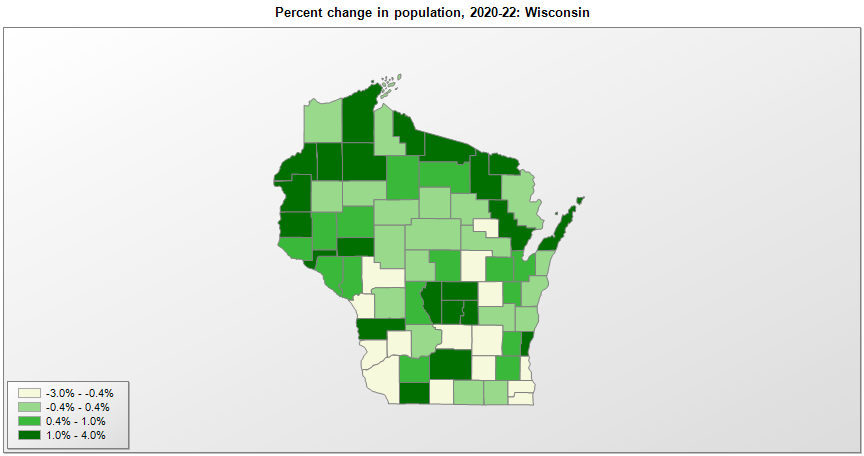 Percent change in population, 2020-22: Wisconsin
-3.0% - -0.4%
-0.4% - 0.4%
0.4% - 1.0%
1.0% - 4.0%